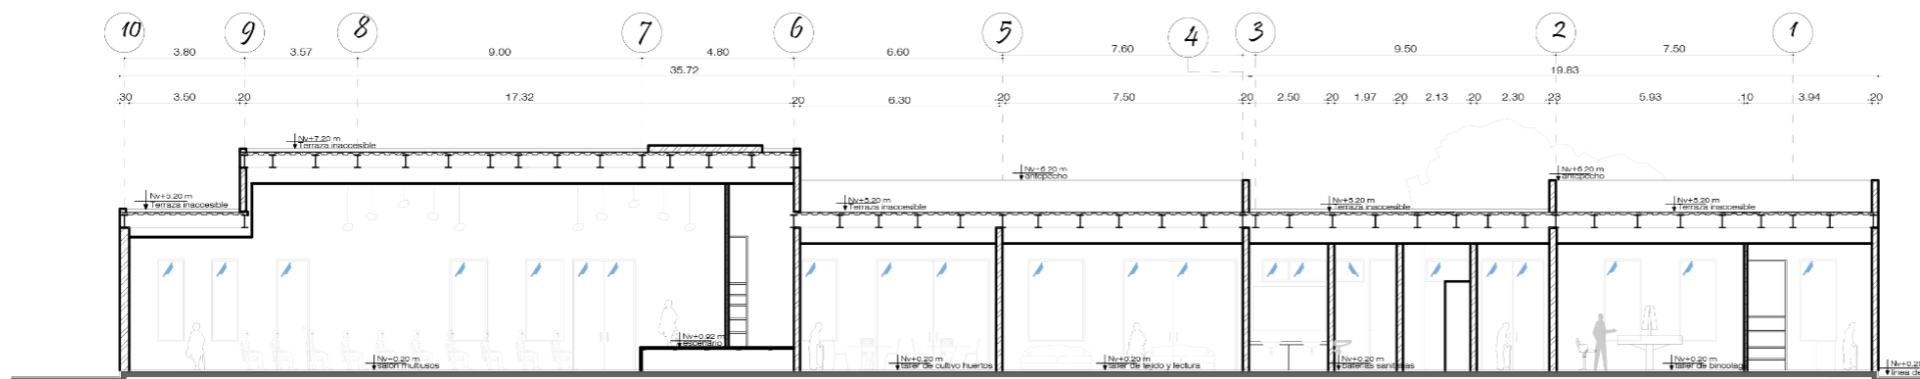 10 9 8 7 6 5 4 3 2 1
3.80 3.57 9.00 4.80 6.60 7.60 9.50 7.50
35.72 19.83
.30 3.50 .20 17.32 .20 6.30 .20 7.50 .20 2.50 .20 1.97 .20 2.13 .20 2.30 .23 5.93 .10 3.94 .20
Nv+7.20 m
Terraza inaccesible
Nv+6.20 m
antepecho
Nv+6.20 m
antepecho
Nv+5.20 m
Terraza inaccesible
Nv+5.20 m
Terraza inaccesible
Nv+5.20 m
Terraza inaccesible
Nv+5.20 m
Terraza inaccesible
Nv+0.92 m
escenario
Nv+0.20 m
salón multiusos
Nv+0.20 m
taller de cultivo huertos
Nv+0.20 m
taller de tejido y lectura
Nv+0.20 m
baterias sanitarias
Nv+0.20 m
taller de